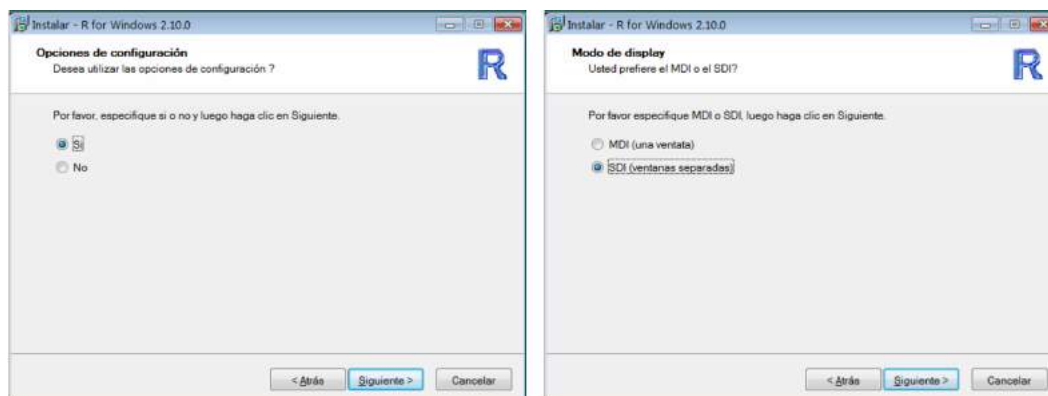 Instalar - R for Windows 2.10.0
Opciones de configuración
Desea utilizar las opciones de configuración ?
R
Por favor, especifique si o no y luego haga clic en Siguiente.
Si
No
< Atrás
Siguiente >
Cancelar
Instalar - R for Windows 2.10.0
Modo de display
Usted prefiere el MDI o el SDI?
R
Por favor especifique MDI o SDI, luego haga clic en Siguiente.
MDI (una ventata)
SDI (ventanas separadas)
< Atrás
Siguiente >
Cancelar